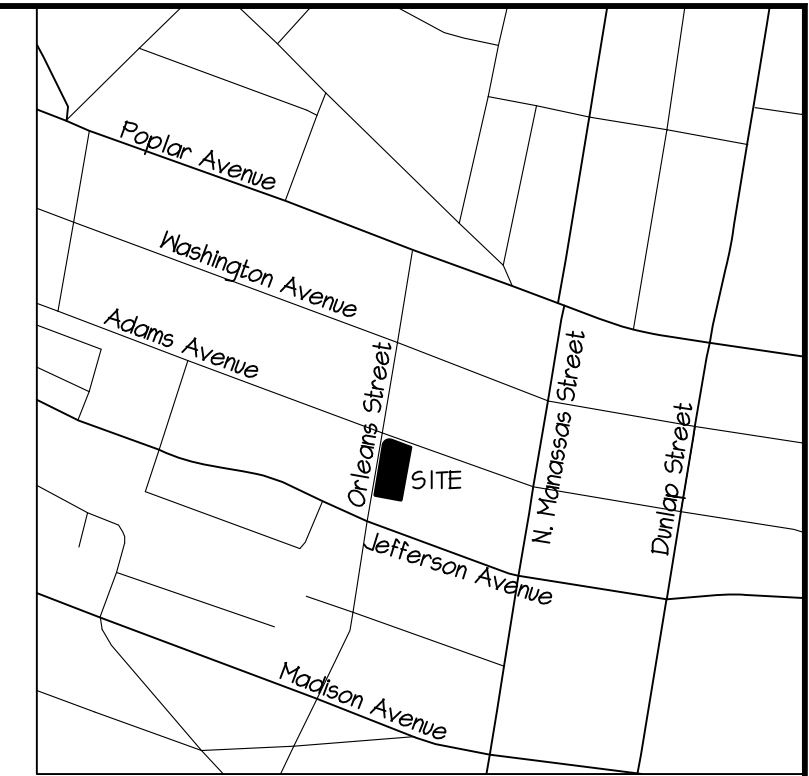 Poplar Avenue
Washington Avenue
Adams Avenue
Orleans Street
SITE
N. Manassas Street
Dunlap Street
Jefferson Avenue
Madison Avenue